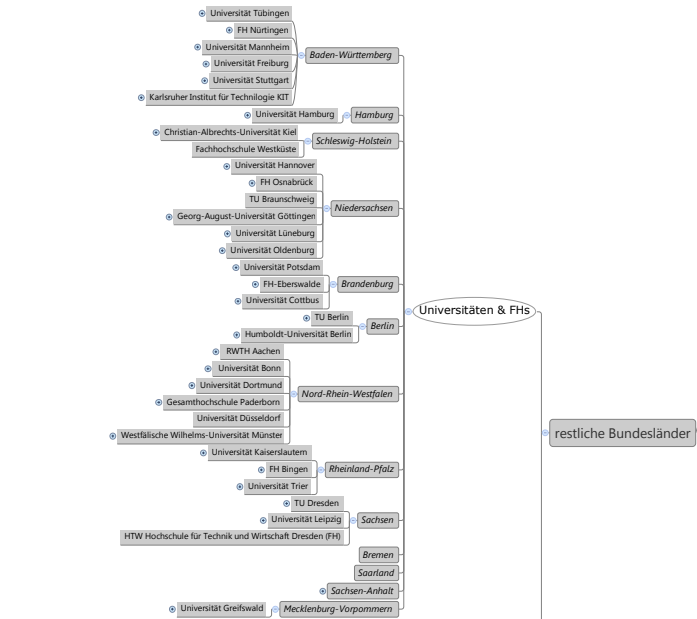 Universität Tübingen
FH Nürtingen
Universität Mannheim
Universität Freiburg
Universität Stuttgart
Karlsruher Institut für Technilogie KIT
Baden-Württemberg
Universität Hamburg
Hamburg
Christian-Albrechts-Universität Kiel
Fachhochschule Westküste
Schleswig-Holstein
Universität Hannover
FH Osnabrück
TU Braunschweig
Georg-August-Universität Göttingen
Universität Lüneburg
Universität Oldenburg
Niedersachsen
Universität Potsdam
FH-Eberswalde
Universität Cottbus
Brandenburg
TU Berlin
Humboldt-Universität Berlin
Berlin
RWTH Aachen
Universität Bonn
Universität Dortmund
Gesamthochschule Paderborn
Universität Düsseldorf
Westfälische Wilhelms-Universität Münster
Nord-Rhein-Westfalen
Universität Kaiserslautern
FH Bingen
Universität Trier
Rheinland-Pfalz
TU Dresden
Universität Leipzig
HTW Hochschule für Technik und Wirtschaft Dresden (FH)
Sachsen
Bremen
Saarland
Sachsen-Anhalt
Universität Greifswald
Mecklenburg-Vorpommern
Universitäten & FHs
restliche Bundesländer